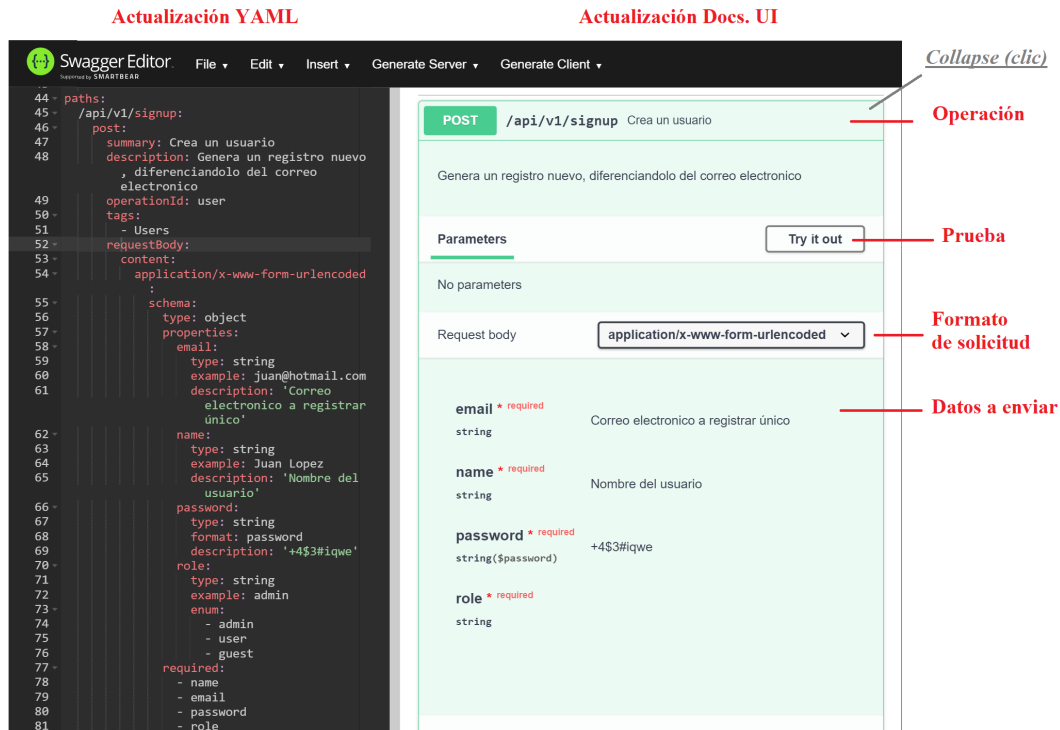 Actualización YAML
Actualización Docs. UI
Swagger Editor
Supported by SMARTBEAR
File
Edit
Insert
Generate Server
Generate Client
Collapse (clic)
44 paths:
45 /api/v1/signup:
46 post:
47 summary: Crea un usuario
48 description: Genera un registro nuevo
, diferenciandolo del correo
electronico
49 operationId: user
50 tags:
51 - Users
52 requestBody:
53 content:
54 application/x-www-form-urlencoded
:
55 schema:
56 type: object
57 properties:
58 email:
59 type: string
60 example: juan@hotmail.com
61 description: 'Correo
electronico a registrar
único'
62 name:
63 type: string
64 example: Juan Lopez
65 description: 'Nombre del
usuario'
66 password:
67 type: string
68 format: password
69 description: '+4$3#iqwe'
70 role:
71 type: string
72 example: admin
73 enum:
74 - admin
75 - user
76 - guest
77 required:
78 - name
79 - email
80 - password
81 - role
POST /api/v1/signup Crea un usuario
Operación
Genera un registro nuevo, diferenciandolo del correo electronico
Parameters
Try it out
Prueba
No parameters
Request body
application/x-www-form-urlencoded
Formato
de solicitud
Datos a enviar
email * required
string
Correo electronico a registrar único
name * required
string
Nombre del usuario
password * required
string($password)
+4$3#iqwe
role * required
string